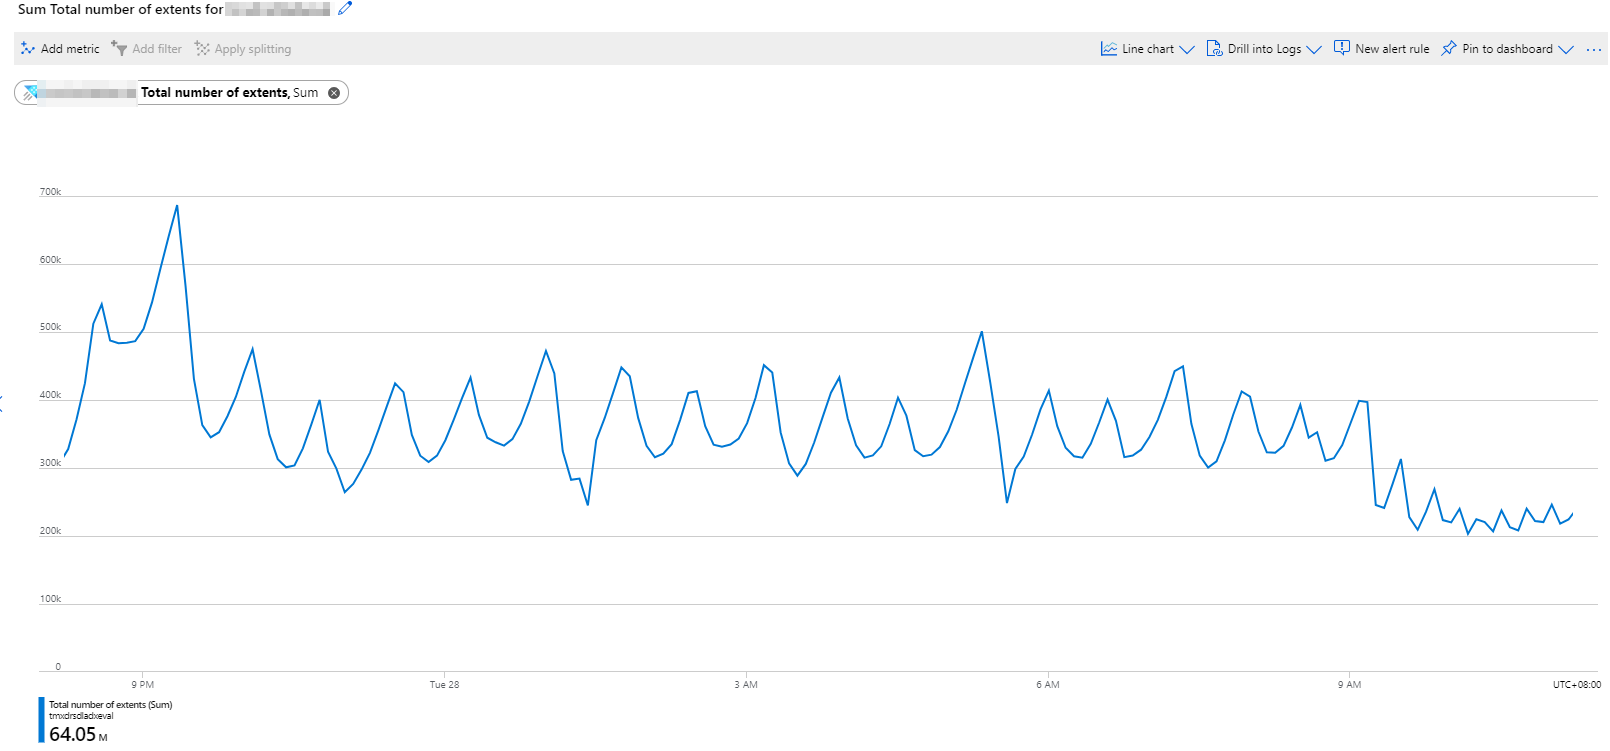 Sum Total number of extents for
Add metric Add filter Apply splitting Line chart Drill into Logs New alert rule Pin to dashboard ...
Total number of extents, Sum
700k
600k
500k
400k
300k
200k
100k
0
9 PM Tue 28 3 AM 6 AM 9 AM UTC+08:00
Total number of extents (Sum)
tmxdrsdladxeval
64.05 M